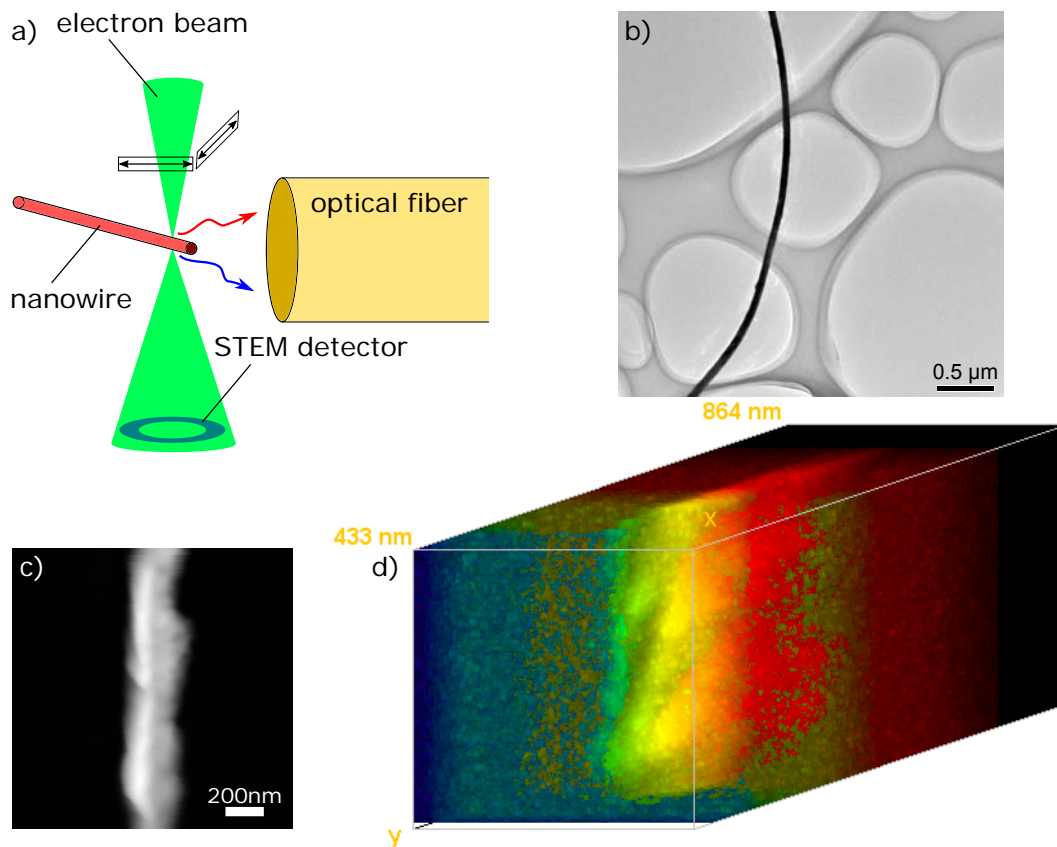 a)
electron beam
optical fiber
nanowire
STEM detector
b)
0.5 µm
864 nm
433 nm
x
c)
200nm
d)
y